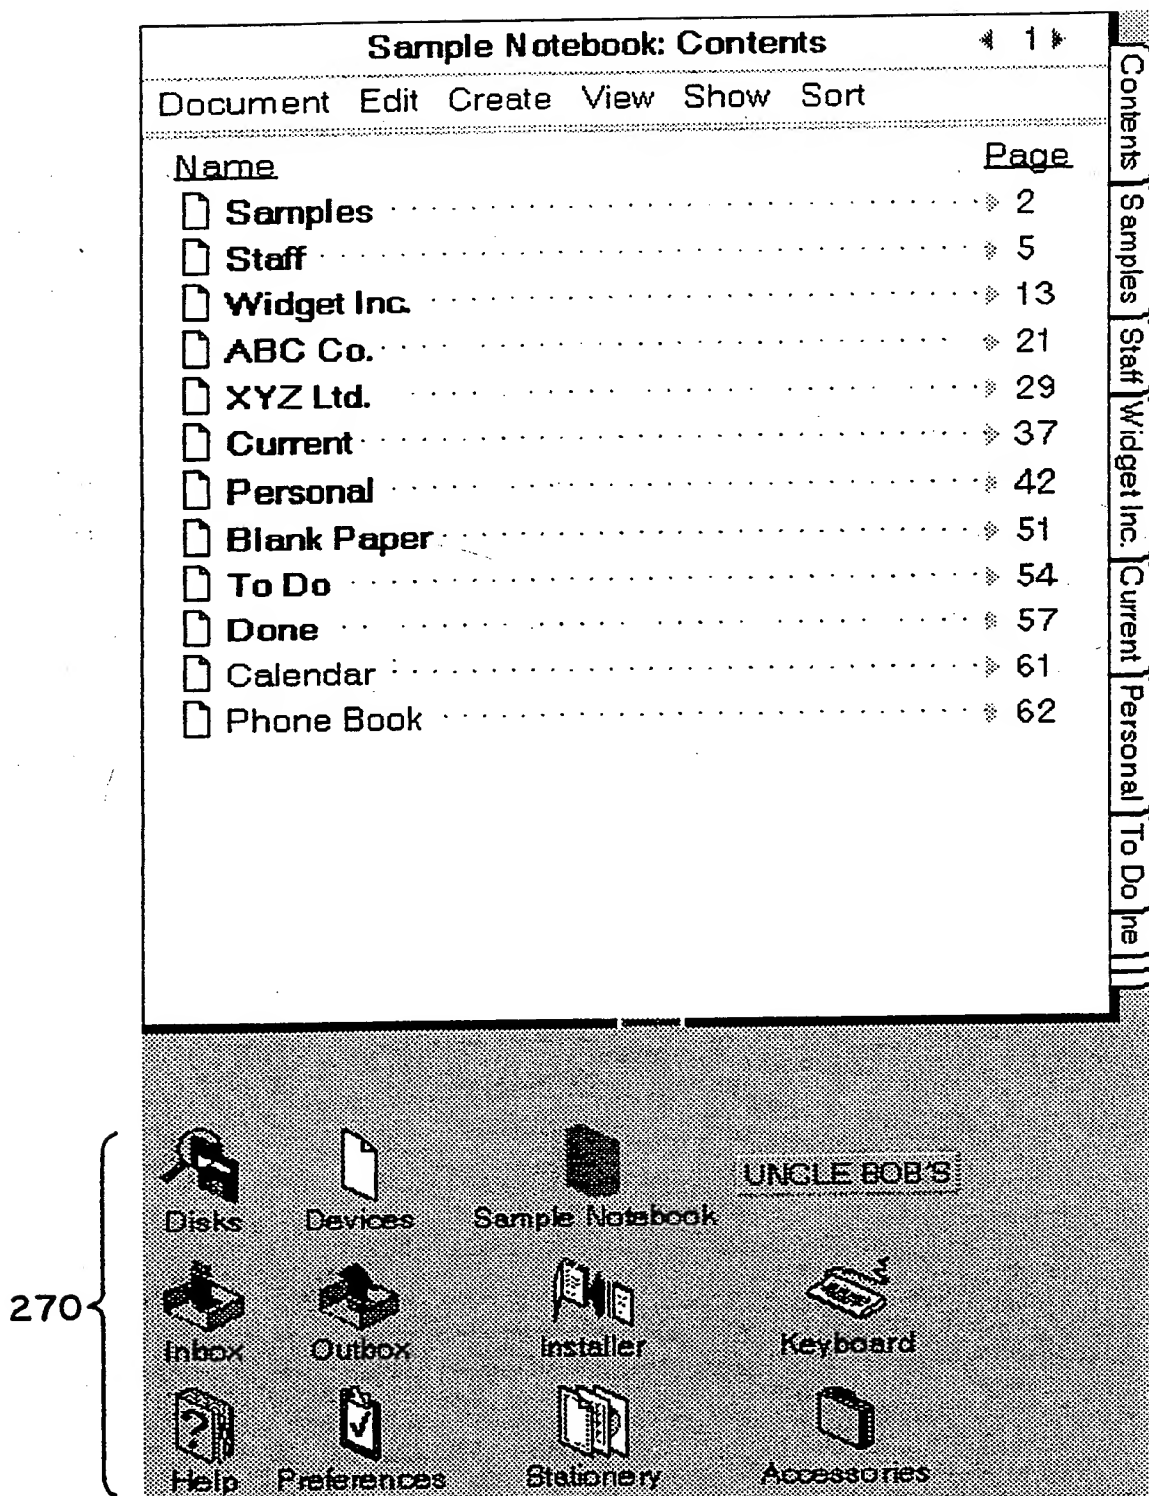 Sample Notebook: Contents 1
Document Edit Create View Show Sort
Name Page
Samples 2
Staff 5
Widget Inc. 13
ABC Co. 21
XYZ Ltd. 29
Current 37
Personal 42
Blank Paper 51
To Do 54
Done 57
Calendar 61
Phone Book 62
Contents
Samples
Staff
Widget Inc.
Current
Personal
To Do
ne
UNCLE BOB'S
Disks Devices Sample Notebook
270
Inbox Outbox Installer Keyboard
Help Preferences Stationery Accessories